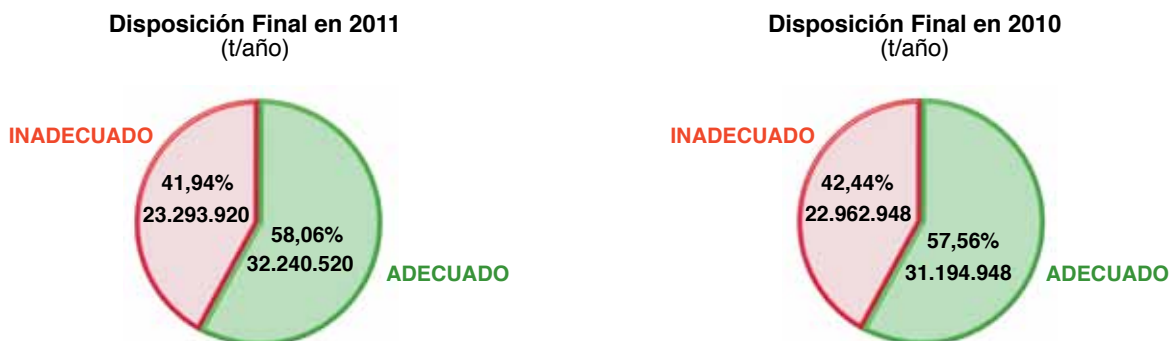 Disposición Final en 2011
(t/año)
INADECUADO
41,94%
23.293.920
58,06%
32.240.520
ADECUADO
Disposición Final en 2010
(t/año)
INADECUADO
42,44%
22.962.948
57,56%
31.194.948
ADECUADO